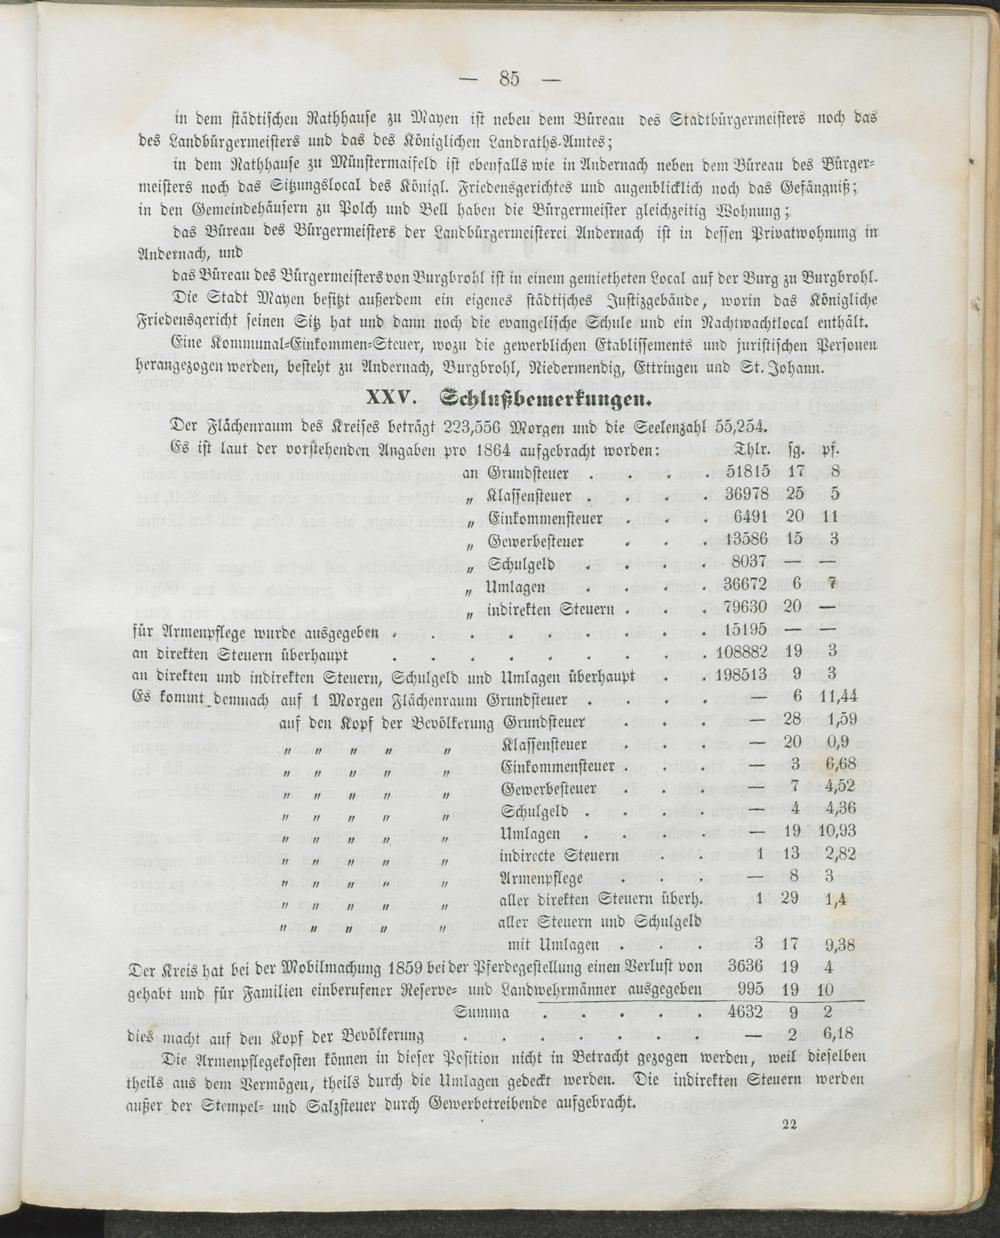 — 85 —
in dem städtischen Rathhause zu Mayen ist neben dem Büreau des Stadtbürgermeisters noch das
des Landbürgermeisters und das des Königlichen Landraths-Amtes;
in dem Rathhause zu Münstermaifeld ist ebenfalls wie in Andernach neben dem Büreau des Bürger-
meisters noch das Sitzungslocal des Königl. Friedensgerichtes und augenblicklich noch das Gefängniß;
in den Gemeindehäusern zu Polch und Bell haben die Bürgermeister gleichzeitig Wohnung;
das Büreau des Bürgermeisters der Landbürgermeisterei Andernach ist in dessen Privatwohnung in
Andernach, und
das Büreau des Bürgermeisters von Burgbrohl ist in einem gemietheten Local auf der Burg zu Burgbrohl.
Die Stadt Mayen besitzt außerdem ein eigenes städtisches Justizgebäude, worin das Königliche
Friedensgericht seinen Sitz hat und dann noch die evangelische Schule und ein Nachtwachtlocal enthält.
Eine Kommunal-Einkommen-Steuer, wozu die gewerblichen Etablissements und juristischen Personen
herangezogen werden, besteht zu Andernach, Burgbrohl, Niedermendig, Ettringen und St. Johann.
XXV. Schlußbemerkungen.
Der Flächenraum des Kreises beträgt 223,556 Morgen und die Seelenzahl 55,254.
Es ist laut der vorstehenden Angaben pro 1864 aufgebracht worden: Thlr. sg. pf.
an Grundsteuer . . . . 51815 17 8
„ Klassensteuer . . . . 36978 25 5
„ Einkommensteuer . . . 6491 20 11
„ Gewerbesteuer . . . 13586 15 3
„ Schulgeld . . . . 8037 — —
„ Umlagen . . . . 36672 6 7
„ indirekten Steuern . . . 79630 20 —
für Armenpflege wurde ausgegeben . . . . . . . . . 15195 — —
an direkten Steuern überhaupt . . . . . . . . . 108882 19 3
an direkten und indirekten Steuern, Schulgeld und Umlagen überhaupt . . 198513 9 3
Es kommt demnach auf 1 Morgen Flächenraum Grundsteuer . . . . — 6 11,44
auf den Kopf der Bevölkerung Grundsteuer . . . — 28 1,59
„ „ „ „ „ Klassensteuer . . . — 20 0,9
„ „ „ „ „ Einkommensteuer . . . — 3 6,68
„ „ „ „ „ Gewerbesteuer . . . — 7 4,52
„ „ „ „ „ Schulgeld . . . . — 4 4,36
„ „ „ „ „ Umlagen . . . . — 19 10,93
„ „ „ „ „ indirecte Steuern . . 1 13 2,82
„ „ „ „ „ Armenpflege . . . — 8 3
„ „ „ „ „ aller direkten Steuern überh. 1 29 1,4
„ „ „ „ „ aller Steuern und Schulgeld
mit Umlagen . . . 3 17 9,38
Der Kreis hat bei der Mobilmachung 1859 bei der Pferdegestellung einen Verlust von 3636 19 4
gehabt und für Familien einberufener Reserve- und Landwehrmänner ausgegeben 995 19 10
Summa . . . . . 4632 9 2
dies macht auf den Kopf der Bevölkerung . . . . . . . — 2 6,18
Die Armenpflegekosten können in dieser Position nicht in Betracht gezogen werden, weil dieselben
theils aus dem Vermögen, theils durch die Umlagen gedeckt werden. Die indirekten Steuern werden
außer der Stempel- und Salzsteuer durch Gewerbetreibende aufgebracht.
22